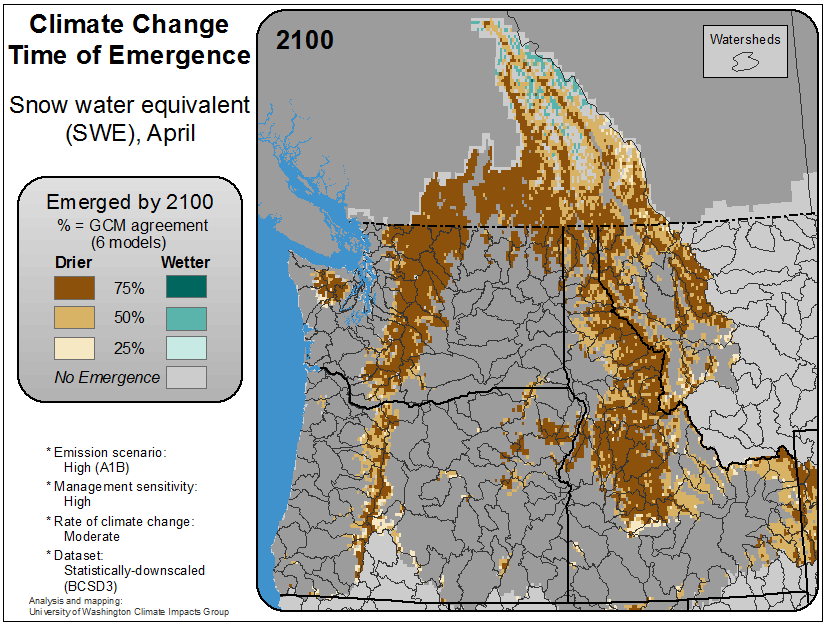 Climate Change
Time of Emergence
Snow water equivalent
(SWE), April
Emerged by 2100
% = GCM agreement
(6 models)
Drier Wetter
75%
50%
25%
No Emergence
* Emission scenario:
High (A1B)
* Management sensitivity:
High
* Rate of climate change:
Moderate
* Dataset:
Statistically-downscaled
(BCSD3)
Analysis and mapping:
University of Washington Climate Impacts Group
2100
Watersheds